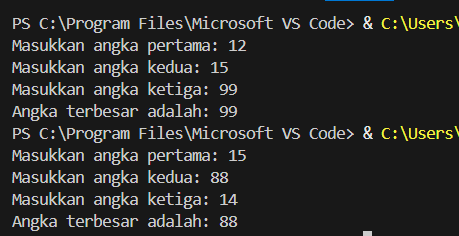 PS C:\Program Files\Microsoft VS Code> & C:\Users\
Masukkan angka pertama: 12
Masukkan angka kedua: 15
Masukkan angka ketiga: 99
Angka terbesar adalah: 99
PS C:\Program Files\Microsoft VS Code> & C:\Users\
Masukkan angka pertama: 15
Masukkan angka kedua: 88
Masukkan angka ketiga: 14
Angka terbesar adalah: 88